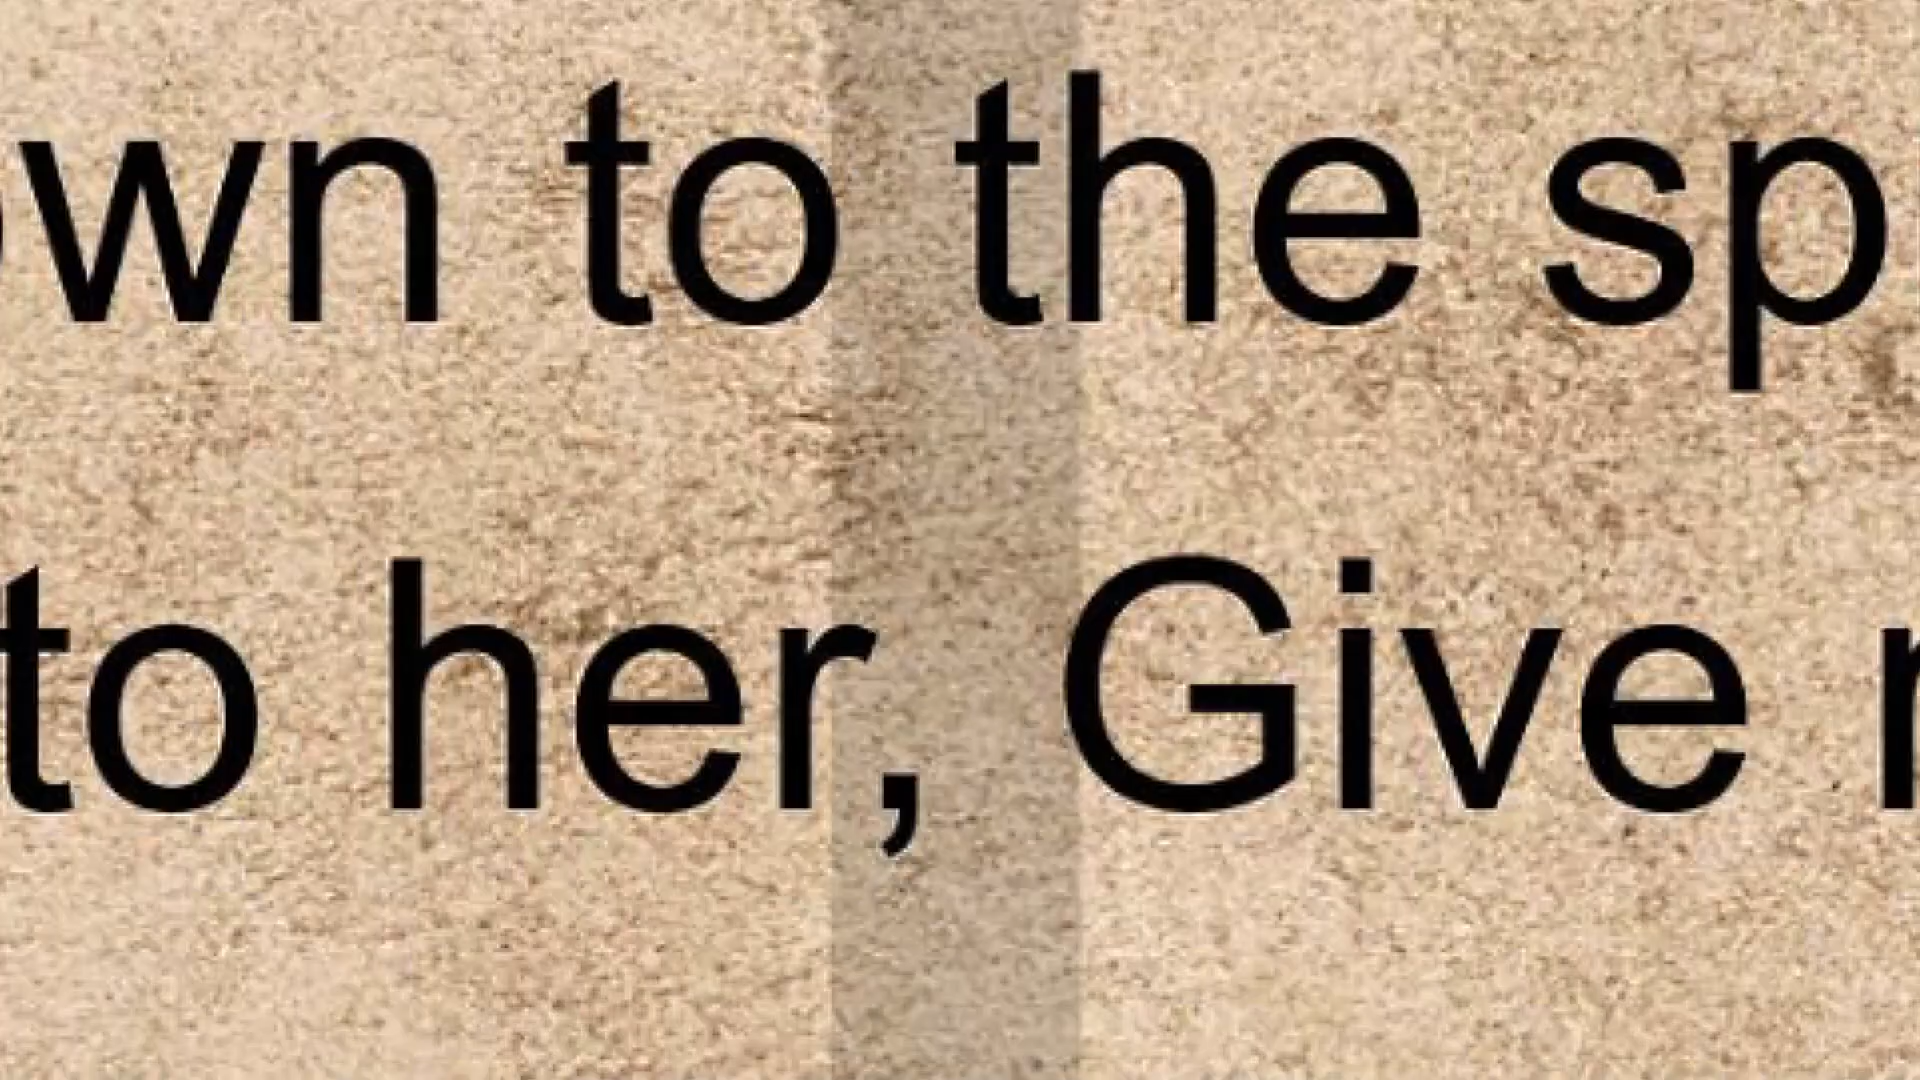 own to the sp
to her, Give